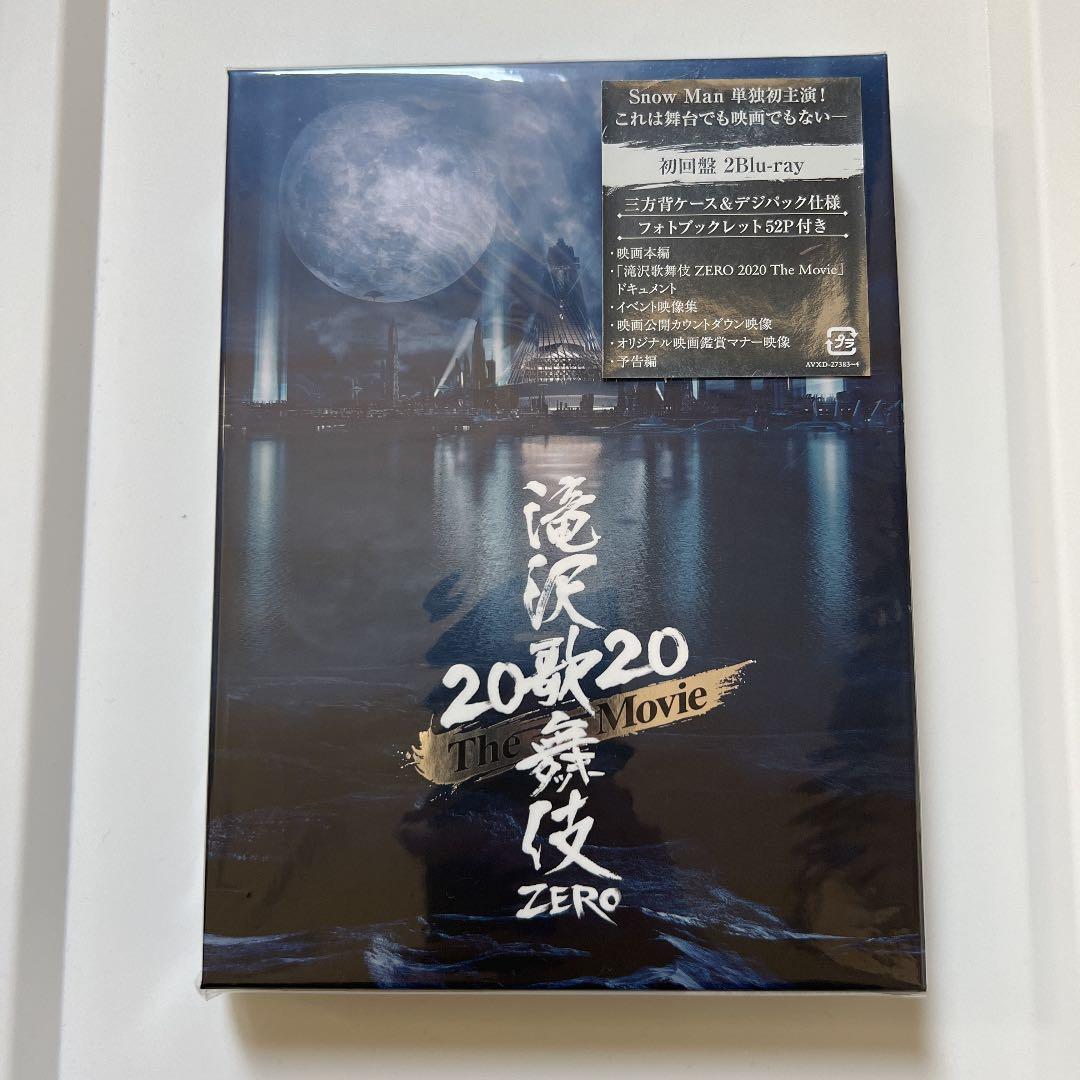 Snow Man 単独初主演！
これは舞台でも映画でもない―
初回盤 2Blu-ray
三方背ケース＆デジパック仕様
フォトブックレット52P付き
・映画本編
・「滝沢歌舞伎 ZERO 2020 The Movie」
ドキュメント
・イベント映像集
・映画公開カウントダウン映像
・オリジナル映画鑑賞マナー映像
・予告編
プラ
AVXD-27383~4
滝沢歌舞伎
2020
The Movie
ZERO